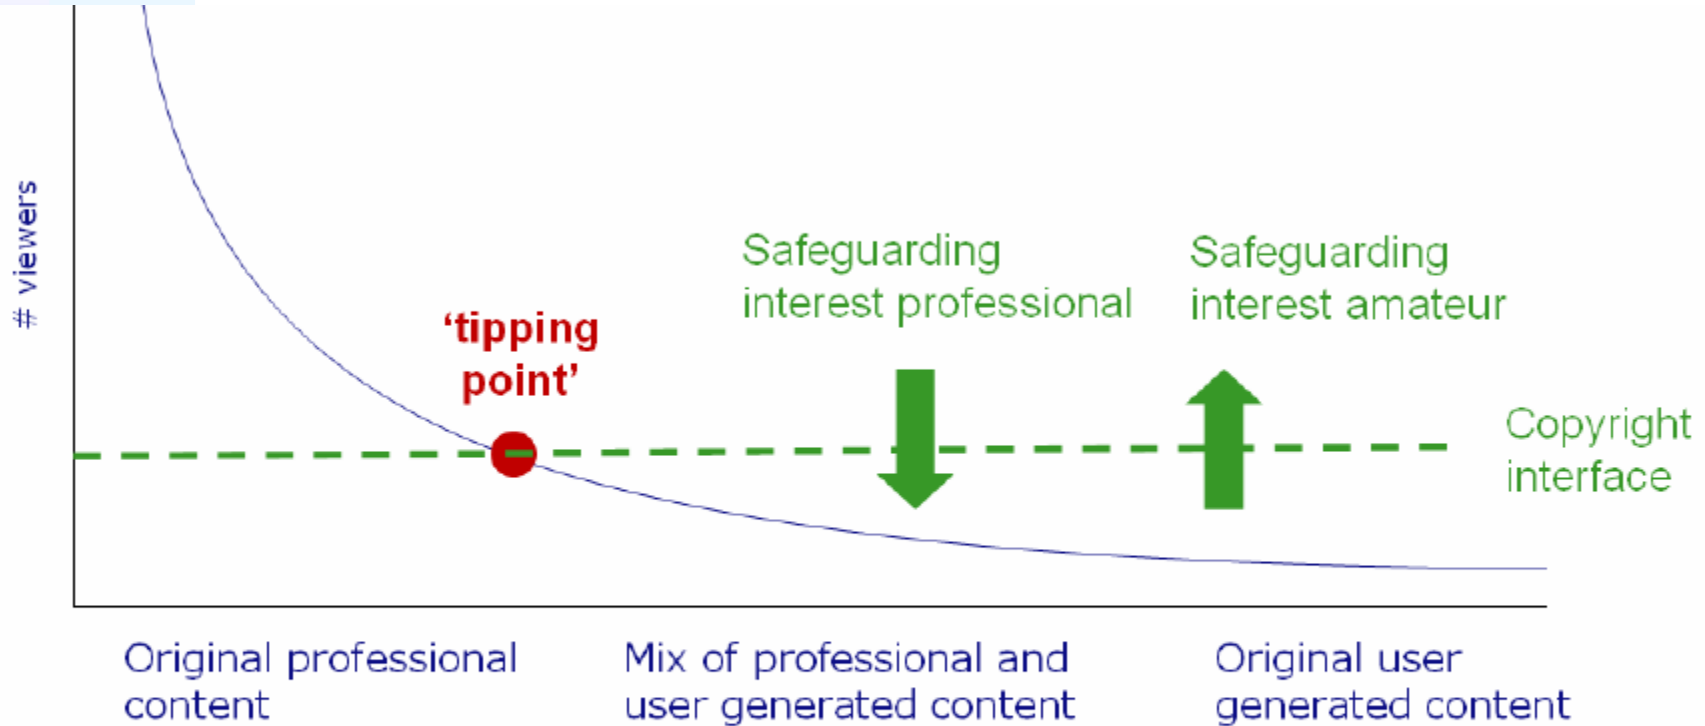 # viewers
‘tipping
point’
Safeguarding
interest professional
Safeguarding
interest amateur
Copyright
interface
Original professional
content
Mix of professional and
user generated content
Original user
generated content